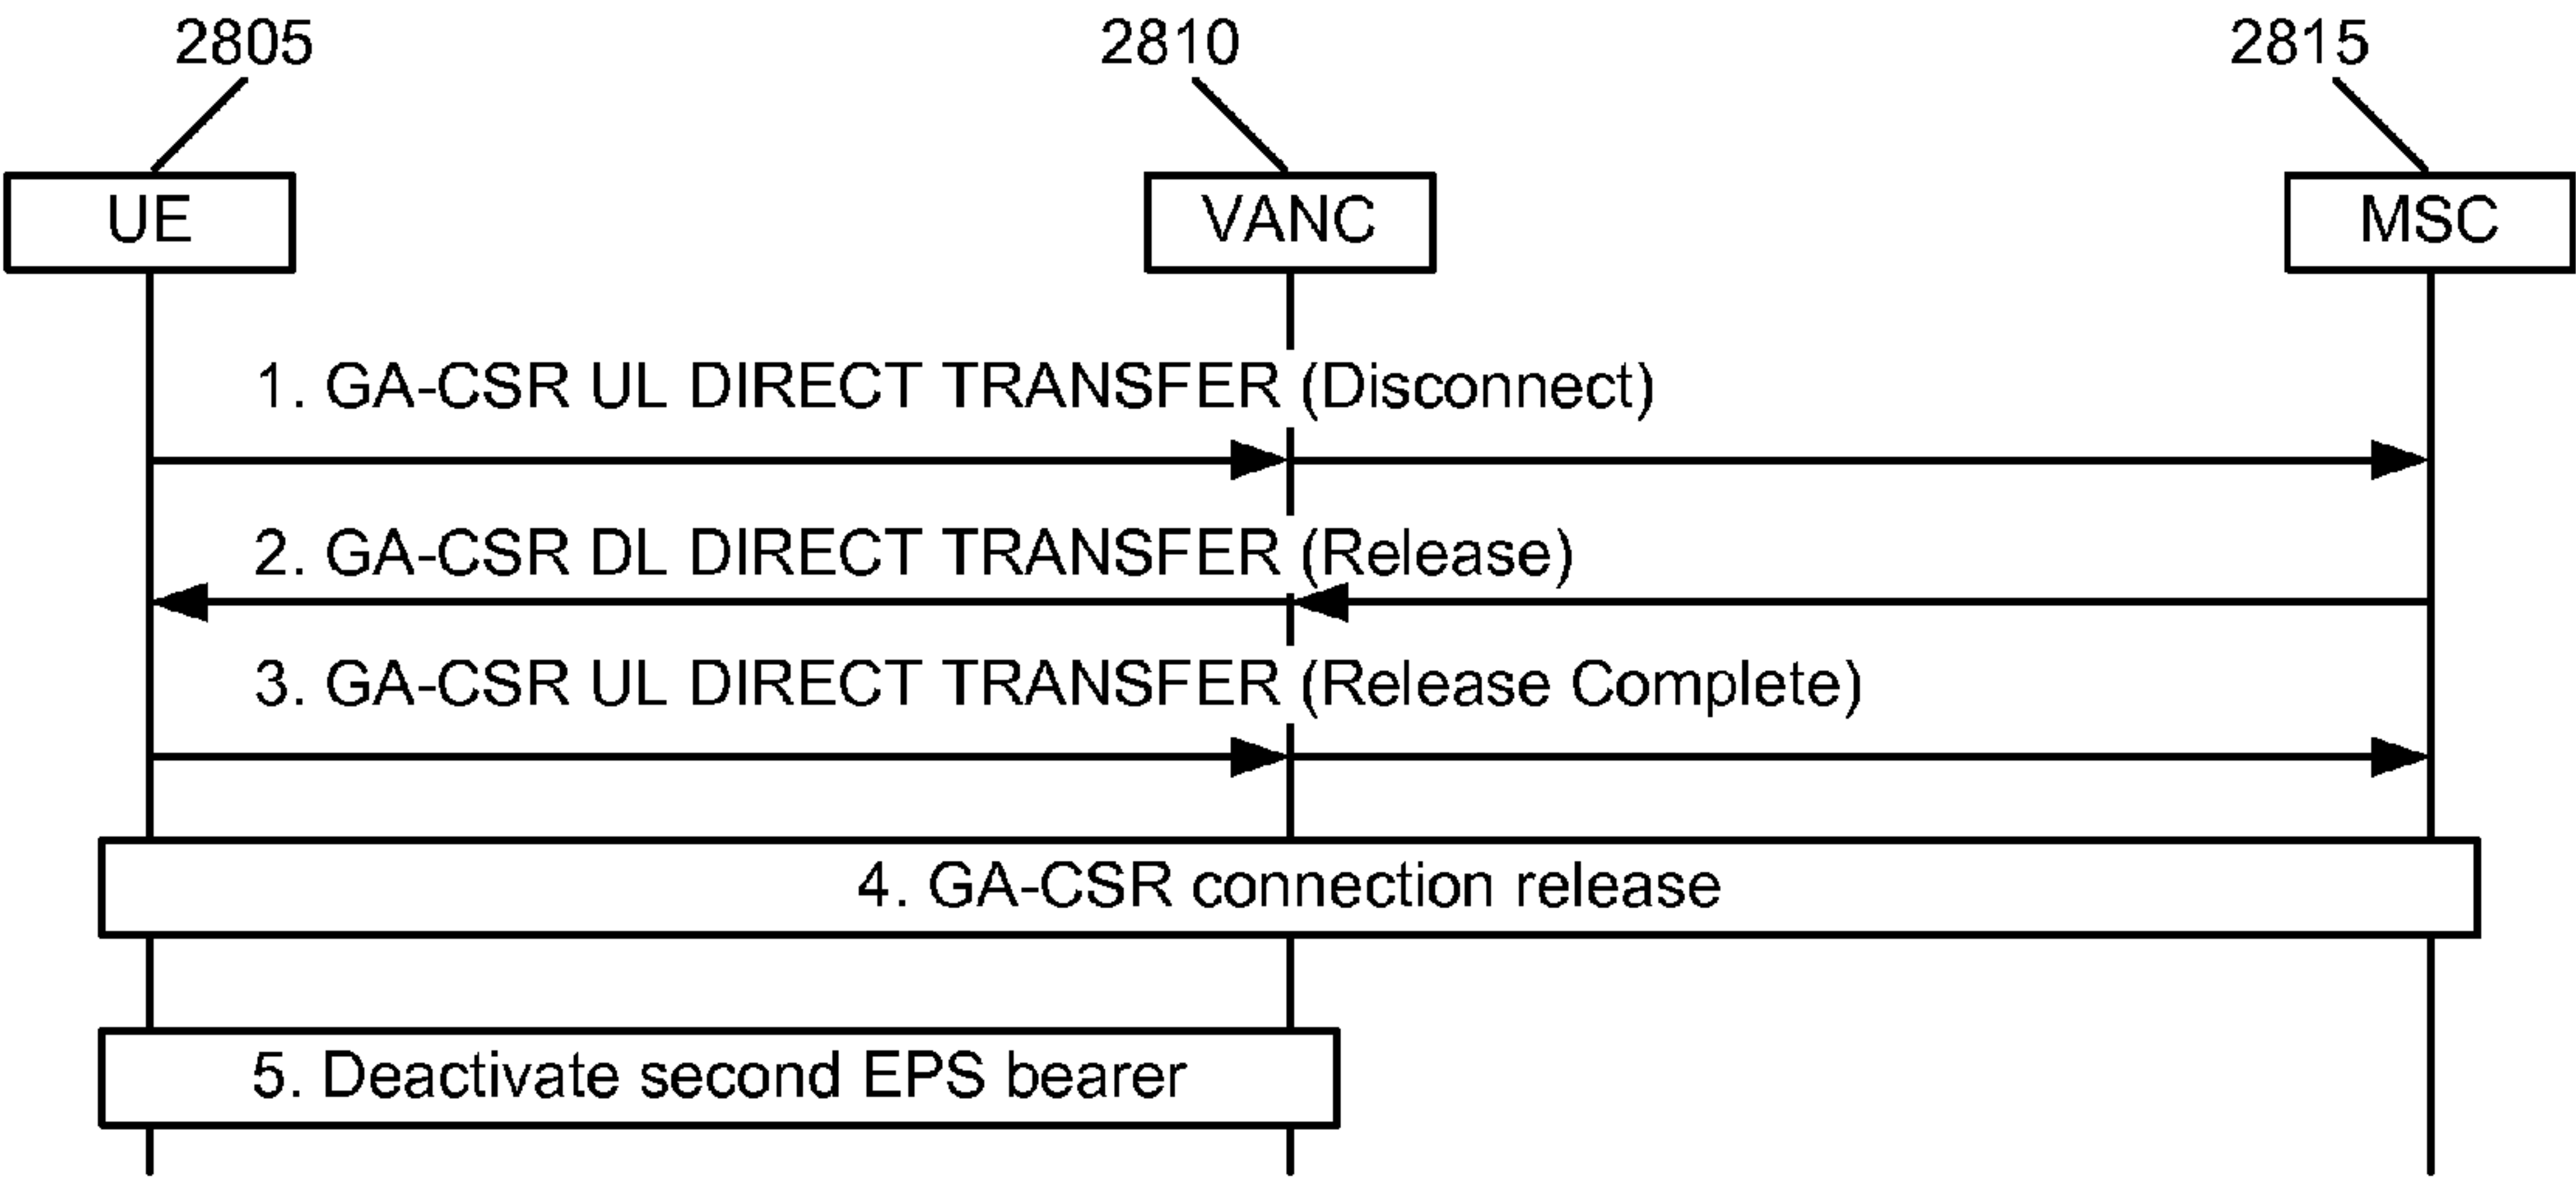 2805
2810
2815
UE
VANC
MSC
1. GA-CSR UL DIRECT TRANSFER (Disconnect)
2. GA-CSR DL DIRECT TRANSFER (Release)
3. GA-CSR UL DIRECT TRANSFER (Release Complete)
4. GA-CSR connection release
5. Deactivate second EPS bearer